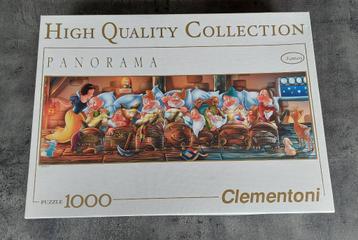 HIGH QUALITY COLLECTION
PANORAMA
PUZZLE 1000
Clementoni